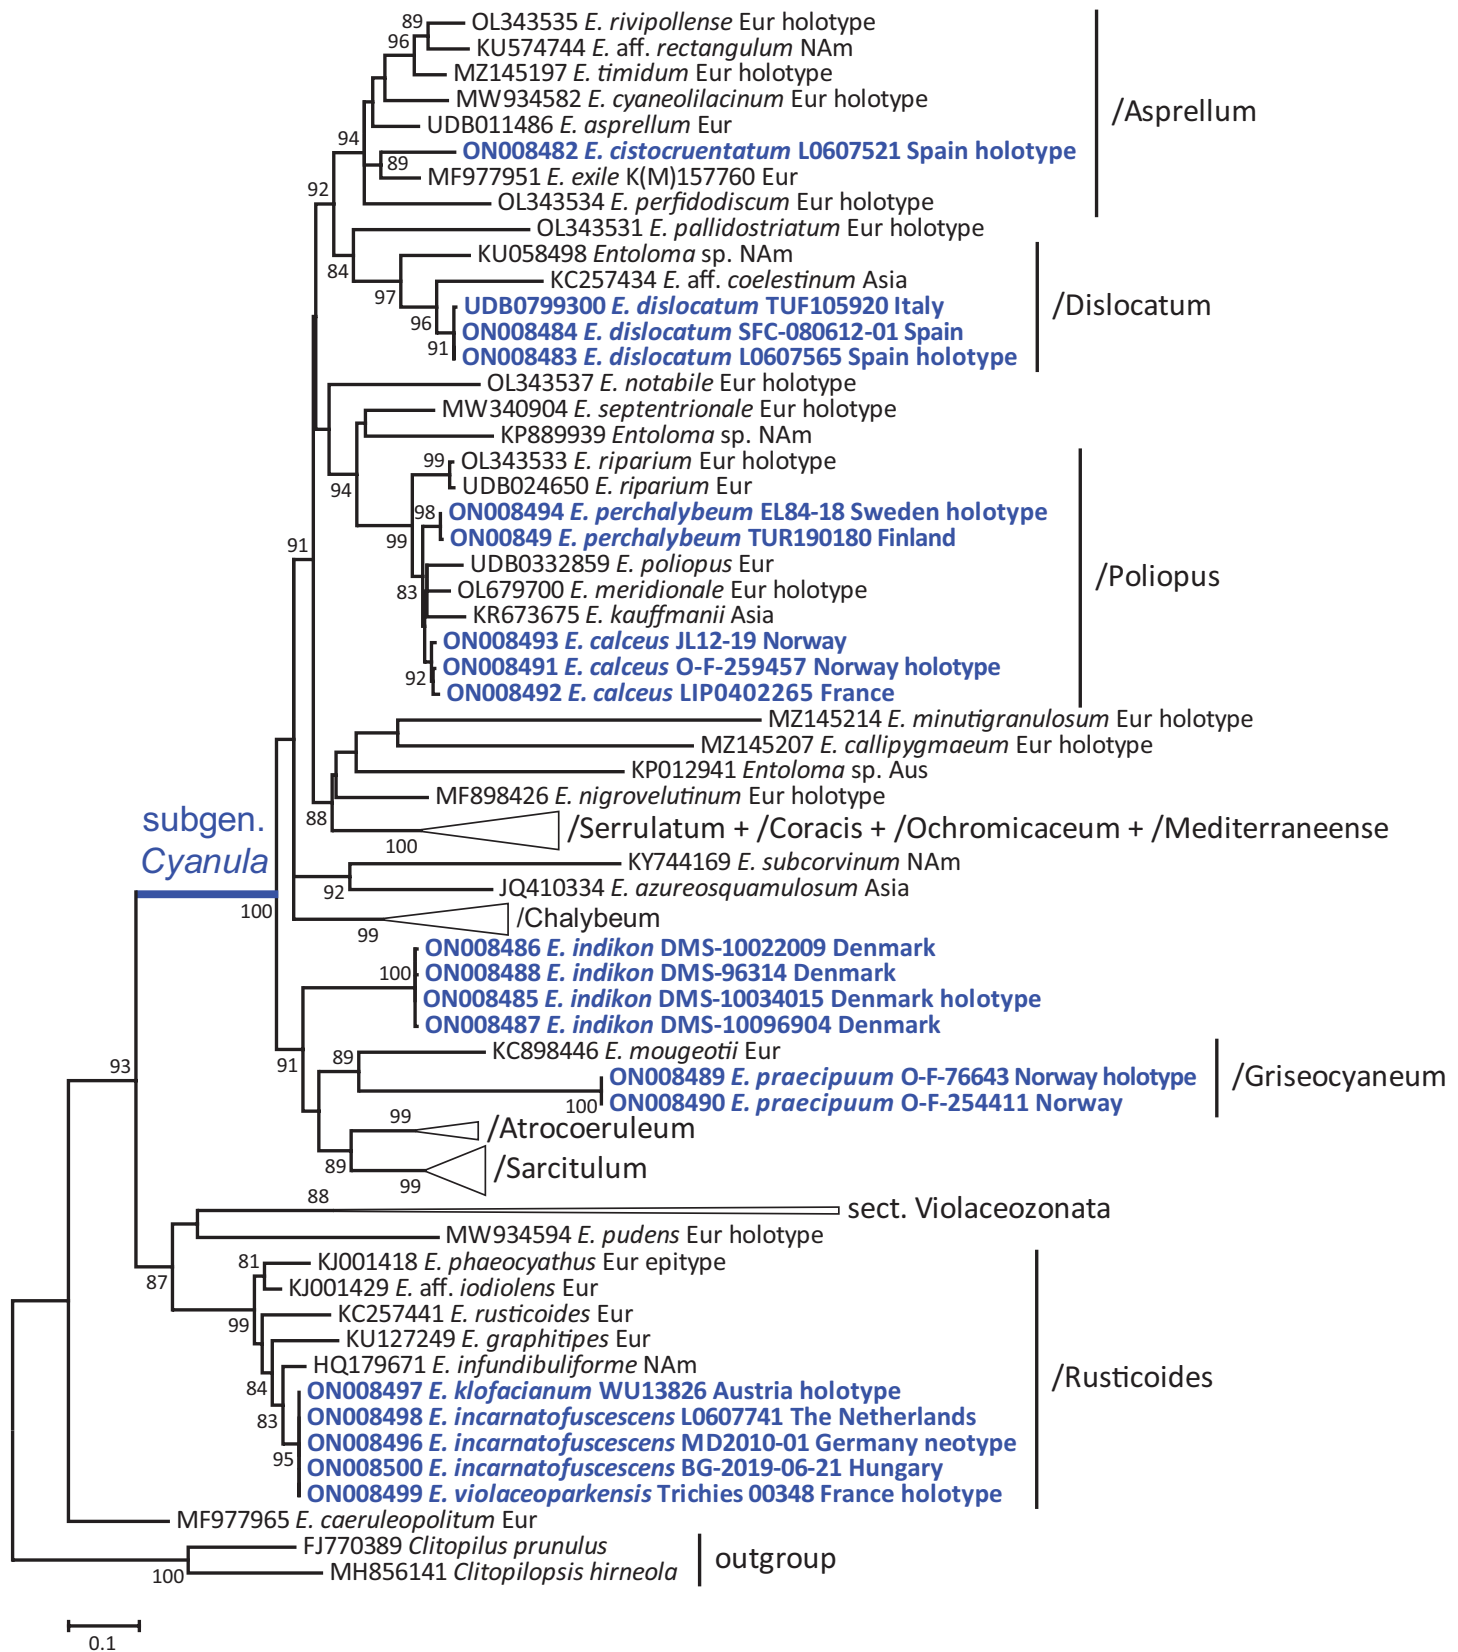 89
OL343535 E. rivipollense Eur holotype
96
KU574744 E. aff. rectangulum NAm
MZ145197 E. timidum Eur holotype
MW934582 E. cyaneolilacinum Eur holotype
/Asprellum
UDB011486 E. asprellum Eur
94
ON008482 E. cistocruentatum L0607521 Spain holotype
89
MF977951 E. exile K(M)157760 Eur
92
OL343534 E. perfidodiscum Eur holotype
OL343531 E. pallidostriatum Eur holotype
KU058498 Entoloma sp. NAm
84
KC257434 E. aff. coelestinum Asia
97
UDB0799300 E. dislocatum TUF105920 Italy
/Dislocatum
96
ON008484 E. dislocatum SFC-080612-01 Spain
91
ON008483 E. dislocatum L0607565 Spain holotype
OL343537 E. notabile Eur holotype
MW340904 E. septentrionale Eur holotype
KP889939 Entoloma sp. NAm
99
OL343533 E. riparium Eur holotype
94
UDB024650 E. riparium Eur
98
ON008494 E. perchalybeum EL84-18 Sweden holotype
99
ON00849 E. perchalybeum TUR190180 Finland
91
UDB0332859 E. poliopus Eur
/Poliopus
83
OL679700 E. meridionale Eur holotype
KR673675 E. kauffmanii Asia
ON008493 E. calceus JL12-19 Norway
ON008491 E. calceus O-F-259457 Norway holotype
92
ON008492 E. calceus LIP0402265 France
MZ145214 E. minutigranulosum Eur holotype
MZ145207 E. callipygmaeum Eur holotype
KP012941 Entoloma sp. Aus
MF898426 E. nigrovelutinum Eur holotype
88
/Serrulatum + /Coracis + /Ochromicaceum + /Mediterraneense
100
subgen.
Cyanula
KY744169 E. subcorvinum NAm
92
JQ410334 E. azureosquamulosum Asia
100
/Chalybeum
99
ON008486 E. indikon DMS-10022009 Denmark
100
ON008488 E. indikon DMS-96314 Denmark
ON008485 E. indikon DMS-10034015 Denmark holotype
ON008487 E. indikon DMS-10096904 Denmark
93
91
89
KC898446 E. mougeotii Eur
ON008489 E. praecipuum O-F-76643 Norway holotype
/Griseocyaneum
100
ON008490 E. praecipuum O-F-254411 Norway
99
/Atrocoeruleum
89
/Sarcitulum
99
88
sect. Violaceozonata
MW934594 E. pudens Eur holotype
87
81
KJ001418 E. phaeocyathus Eur epitype
KJ001429 E. aff. iodiolens Eur
99
KC257441 E. rusticoides Eur
KU127249 E. graphitipes Eur
HQ179671 E. infundibuliforme NAm
/Rusticoides
84
ON008497 E. klofacianum WU13826 Austria holotype
83
ON008498 E. incarnatofuscescens L0607741 The Netherlands
ON008496 E. incarnatofuscescens MD2010-01 Germany neotype
95
ON008500 E. incarnatofuscescens BG-2019-06-21 Hungary
ON008499 E. violaceoparkensis Trichies 00348 France holotype
MF977965 E. caeruleopolitum Eur
FJ770389 Clitopilus prunulus
outgroup
100
MH856141 Clitopilopsis hirneola
0.1